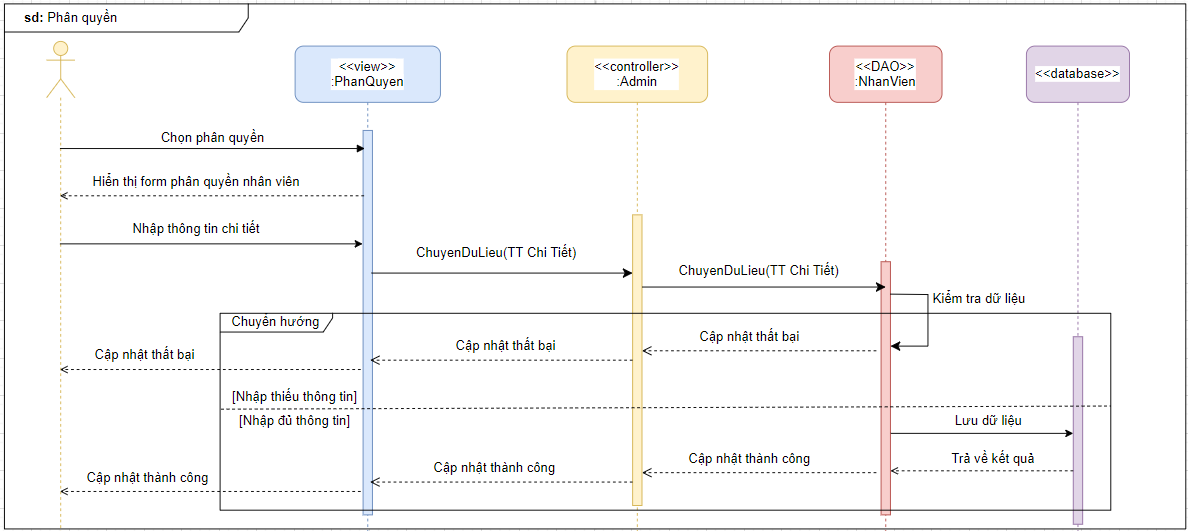 sd: Phân quyền
<<view>>
:PhanQuyen
<<controller>>
:Admin
<<DAO>>
:NhanVien
<<database>>
Chọn phân quyền
Hiển thị form phân quyền nhân viên
Nhập thông tin chi tiết
ChuyenDuLieu(TT Chi Tiết)
ChuyenDuLieu(TT Chi Tiết)
Kiểm tra dữ liệu
Chuyển hướng
Cập nhật thất bại
Cập nhật thất bại
Cập nhật thất bại
[Nhập thiếu thông tin]
[Nhập đủ thông tin]
Lưu dữ liệu
Trả về kết quả
Cập nhật thành công
Cập nhật thành công
Cập nhật thành công